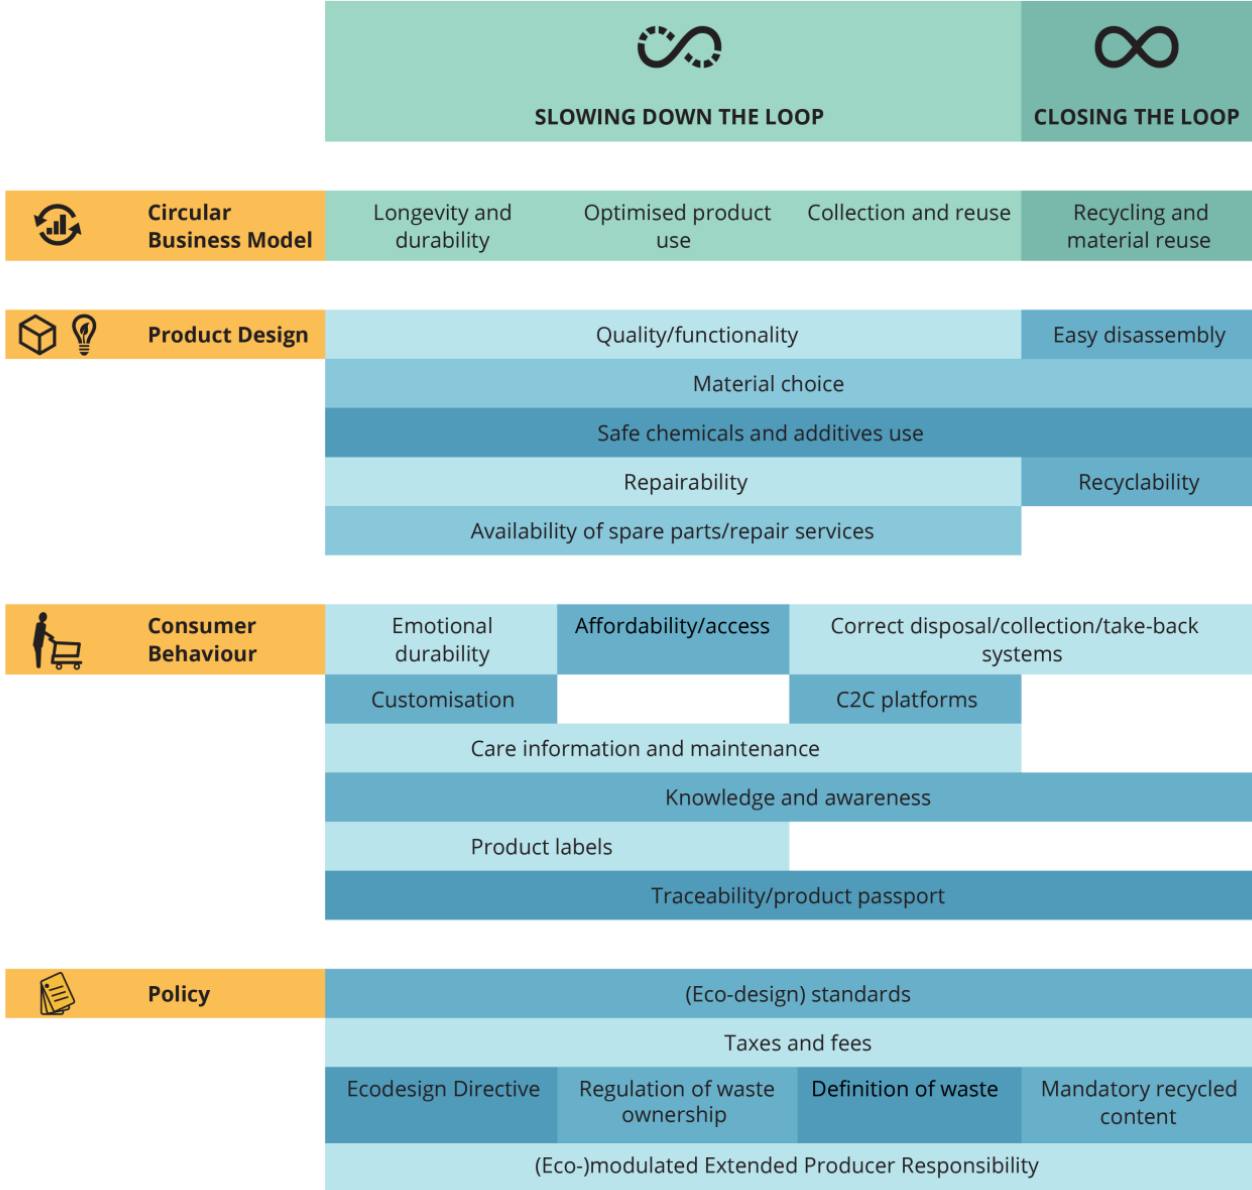 SLOWING DOWN THE LOOP
CLOSING THE LOOP
Circular
Business Model
Longevity and
durability
Optimised product
use
Collection and reuse
Recycling and
material reuse
Product Design
Quality/functionality
Easy disassembly
Material choice
Safe chemicals and additives use
Repairability
Recyclability
Availability of spare parts/repair services
Consumer
Behaviour
Emotional
durability
Affordability/access
Correct disposal/collection/take-back
systems
Customisation
C2C platforms
Care information and maintenance
Knowledge and awareness
Product labels
Traceability/product passport
Policy
(Eco-design) standards
Taxes and fees
Ecodesign Directive
Regulation of waste
ownership
Definition of waste
Mandatory recycled
content
(Eco-)modulated Extended Producer Responsibility